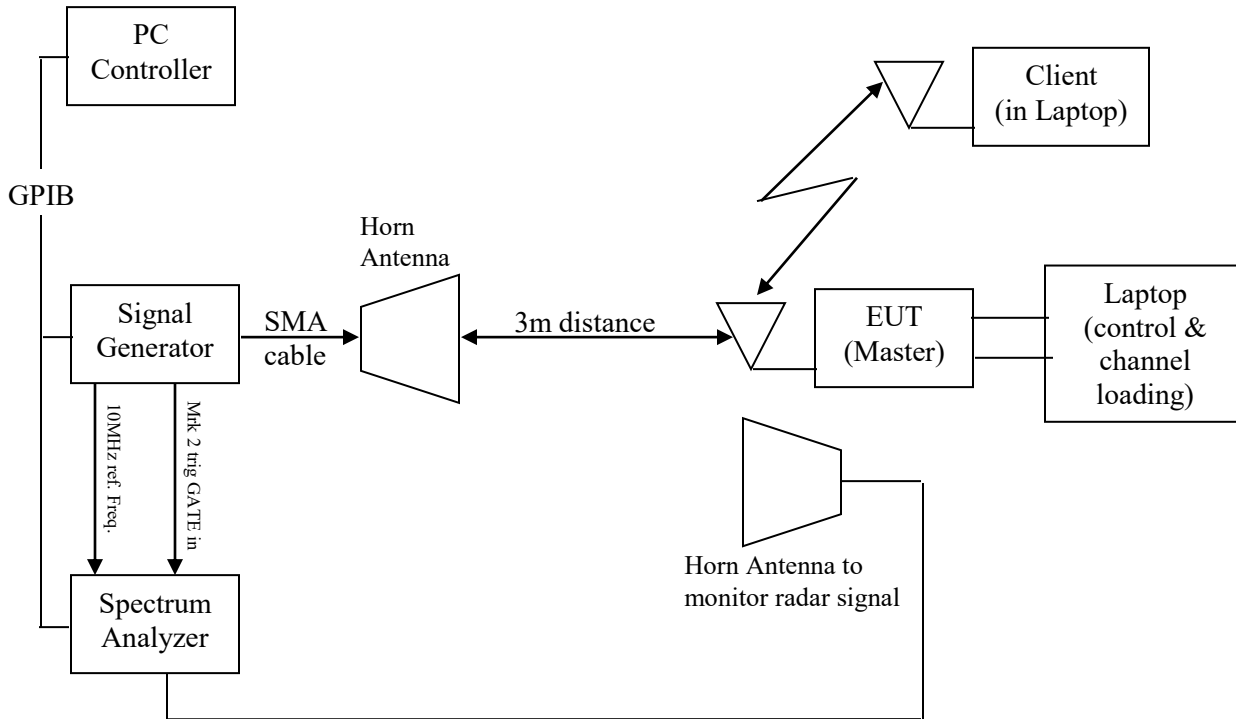 PC
Controller
Client
(in Laptop)
GPIB
Horn
Antenna
Signal
Generator
SMA
cable
3m distance
EUT
(Master)
Laptop
(control &
channel
loading)
10MHz ref. Freq.
Mrk 2 trig GATE in
Horn Antenna to
monitor radar signal
Spectrum
Analyzer